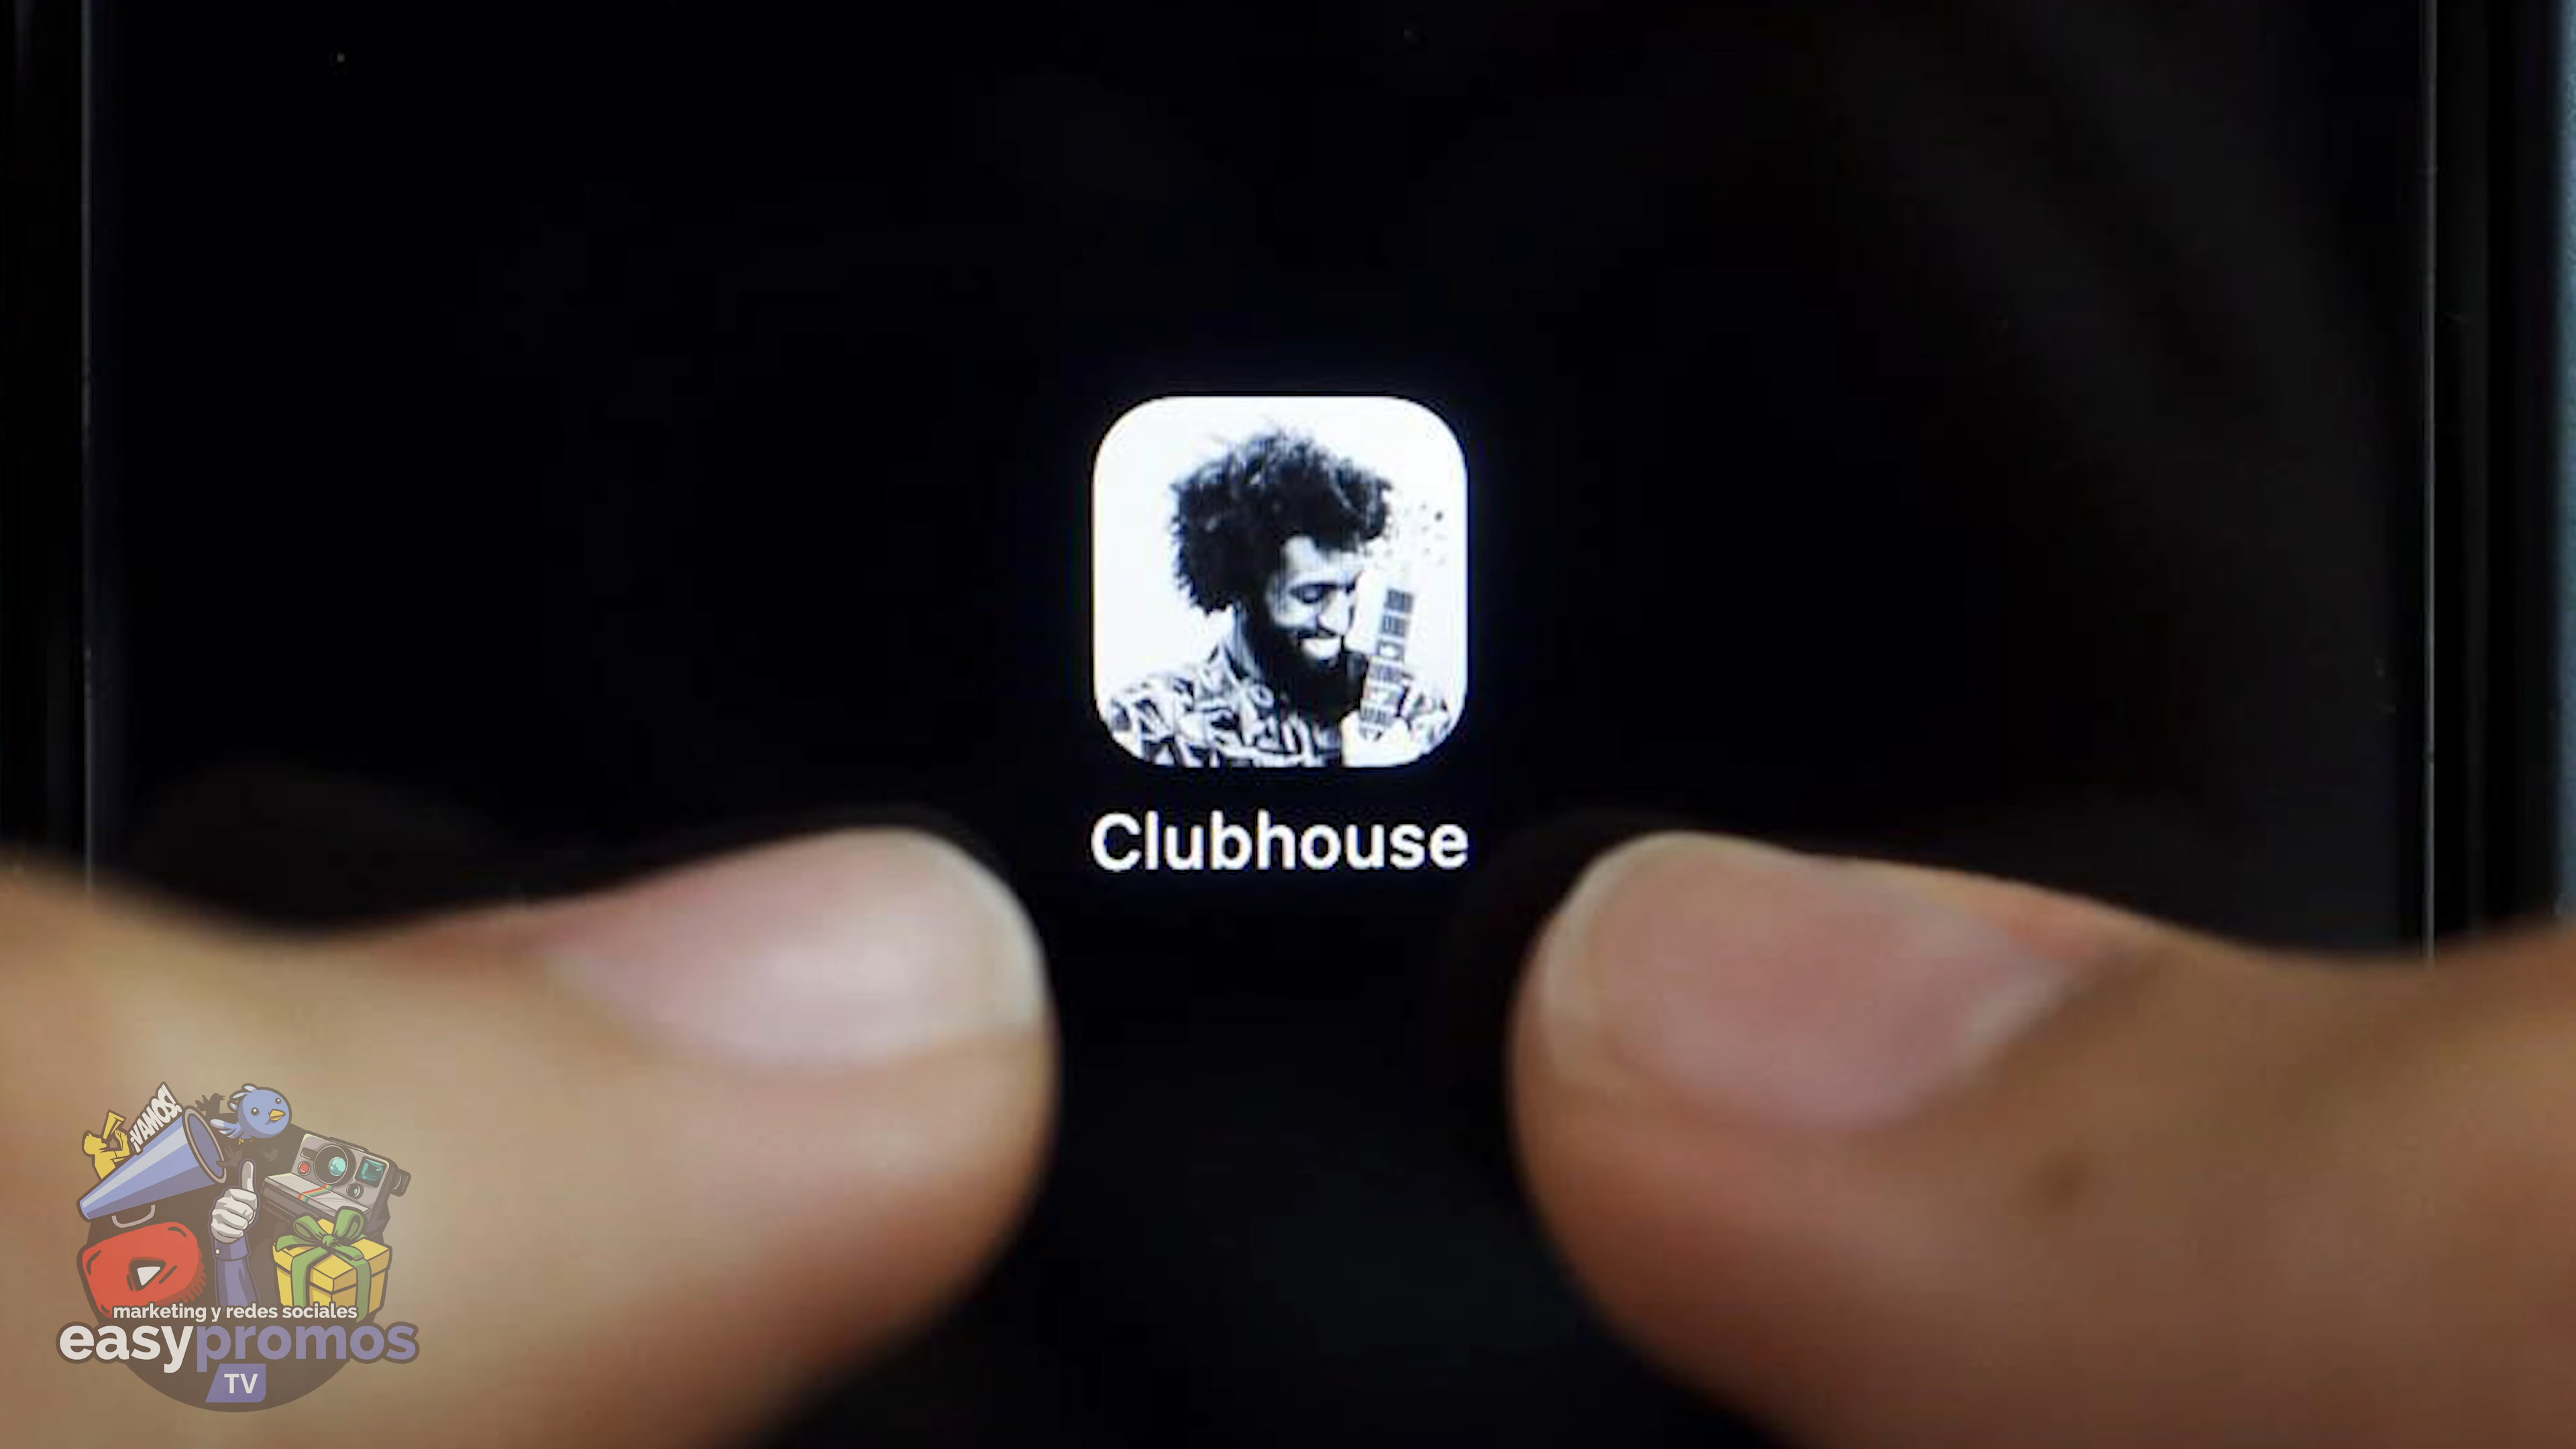 Clubhouse
¡VAMOS!
marketing y redes sociales
easypromos
TV